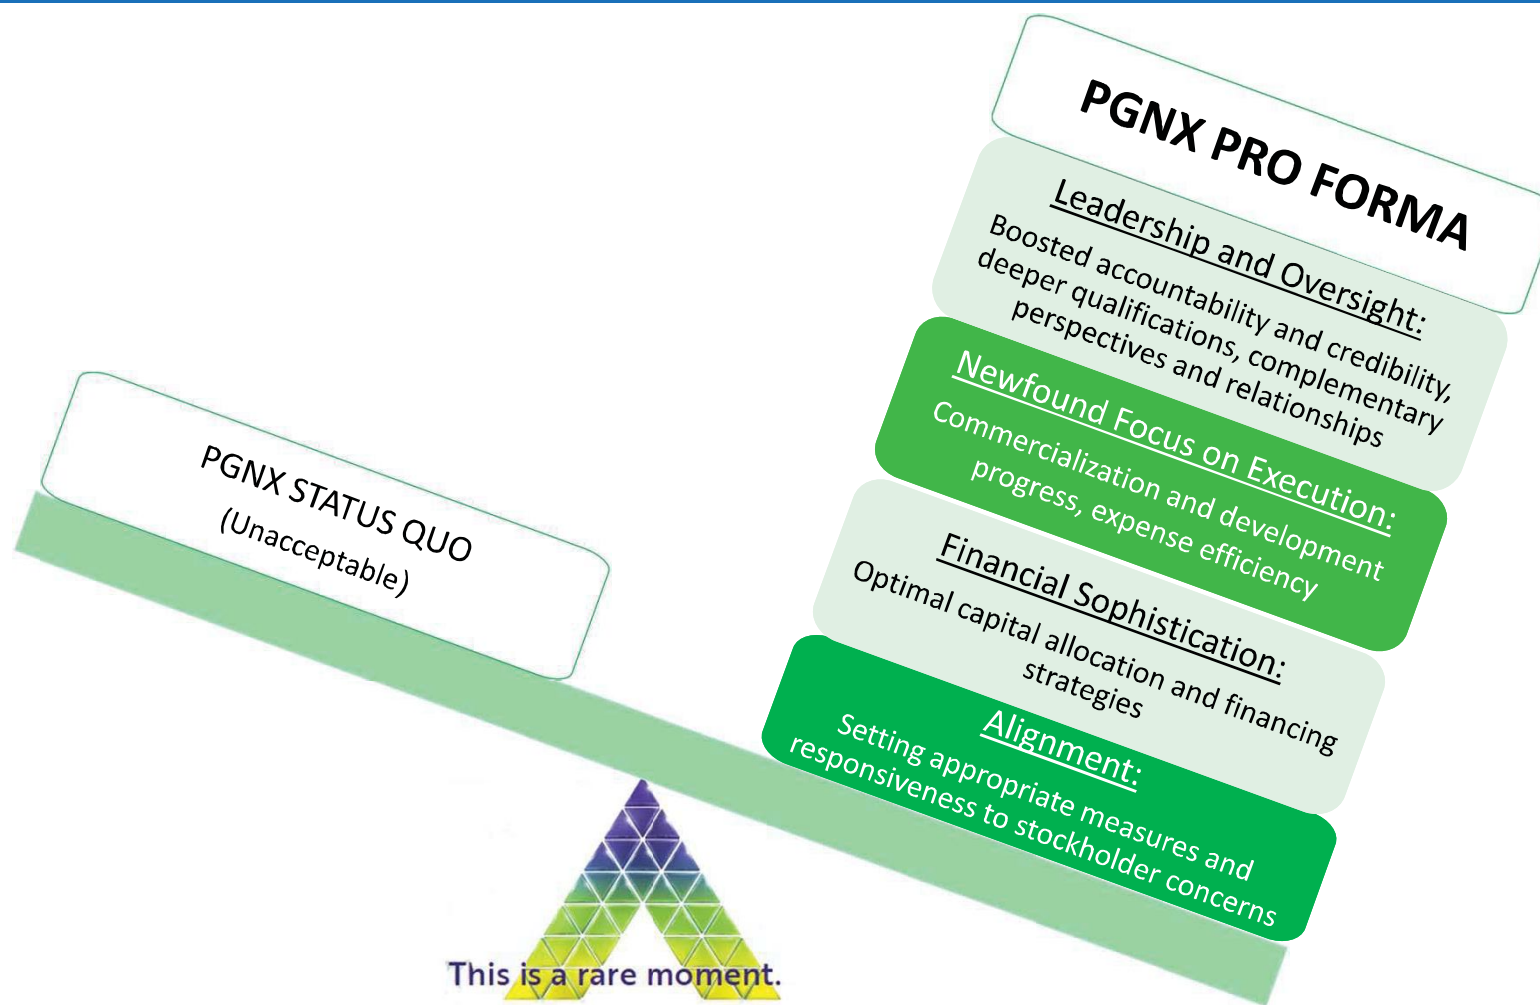 PGNX STATUS QUO
(Unacceptable)
PGNX PRO FORMA
Leadership and Oversight:
Boosted accountability and credibility,
deeper qualifications, complementary
perspectives and relationships
Newfound Focus on Execution:
Commercialization and development
progress, expense efficiency
Financial Sophistication:
Optimal capital allocation and financing
strategies
Alignment:
Setting appropriate measures and
responsiveness to stockholder concerns
This is a rare moment.